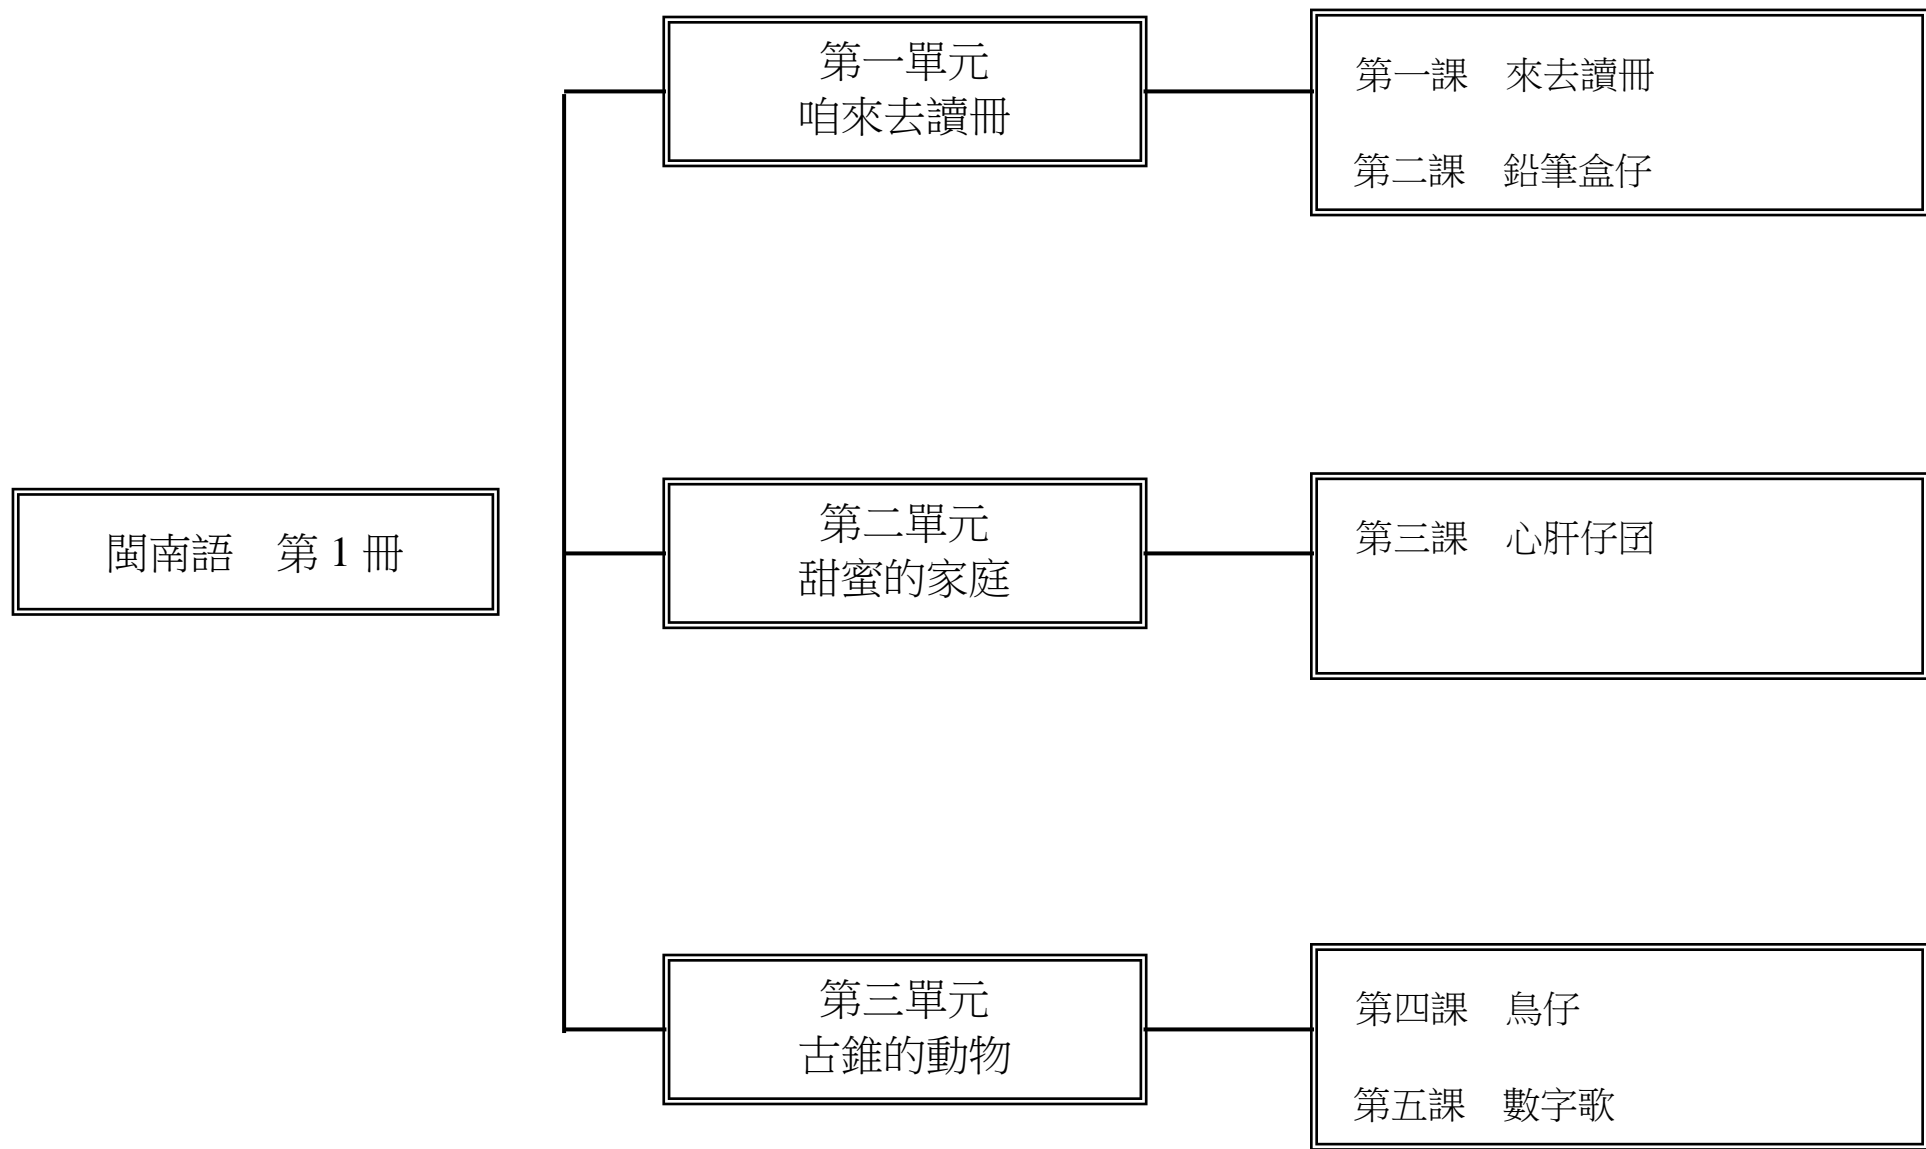 閩南語　第 1 冊
第一單元
咱來去讀冊
第一課　來去讀冊
第二課　鉛筆盒仔
第二單元
甜蜜的家庭
第三課　心肝仔囝
第三單元
古錐的動物
第四課　鳥仔
第五課　數字歌